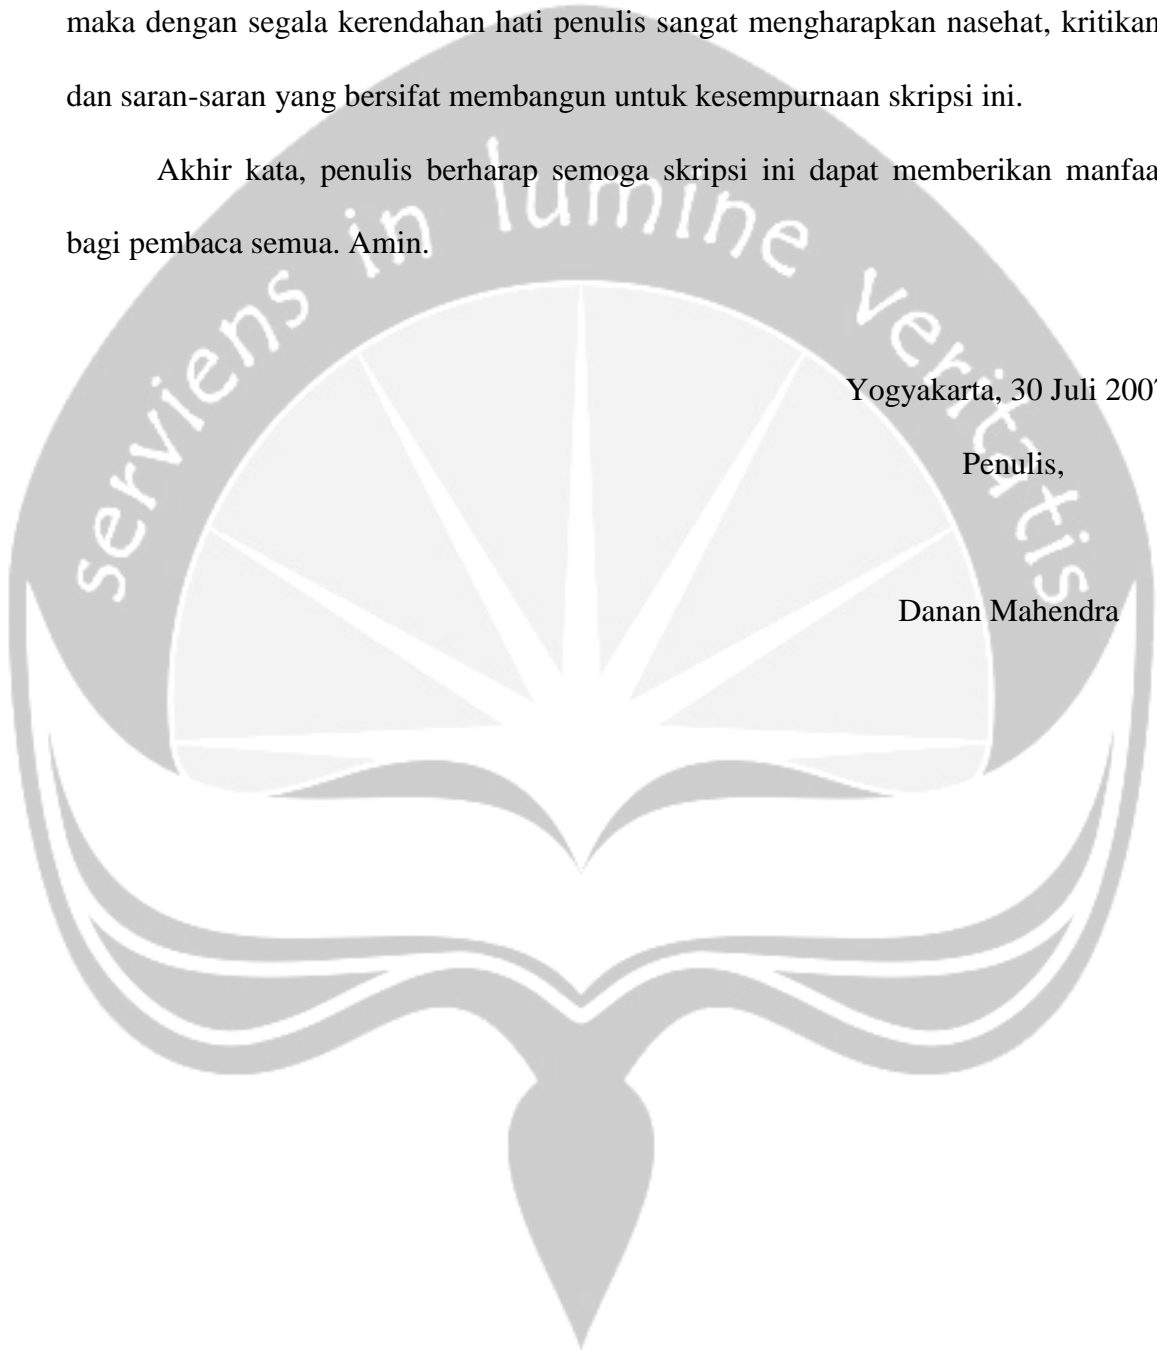 maka dengan segala kerendahan hati penulis sangat mengharapkan nasehat, kritikan
dan saran-saran yang bersifat membangun untuk kesempurnaan skripsi ini.
Akhir kata, penulis berharap semoga skripsi ini dapat memberikan manfaa
bagi pembaca semua. Amin.
serviens in lumine veritatis
Yogyakarta, 30 Juli 2007
Penulis,
Danan Mahendra